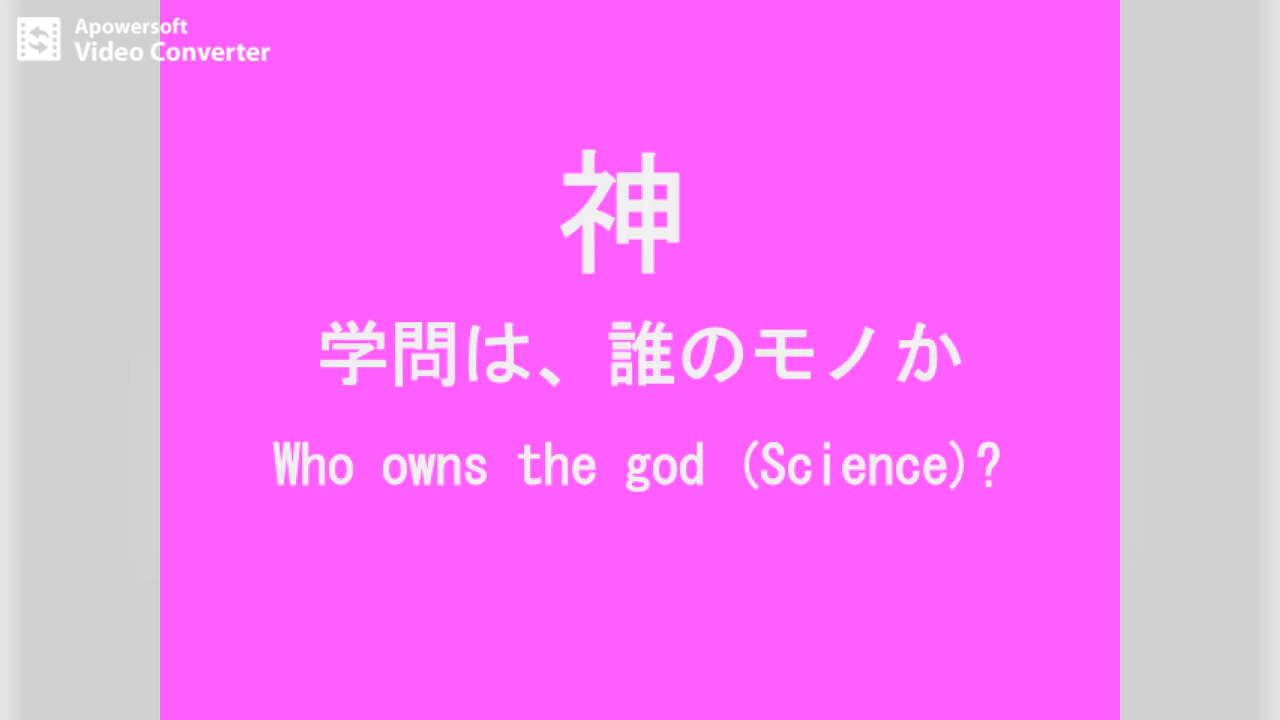 Apowersoft
Video Converter
神
学問は、誰のモノか
Who owns the god (Science)?